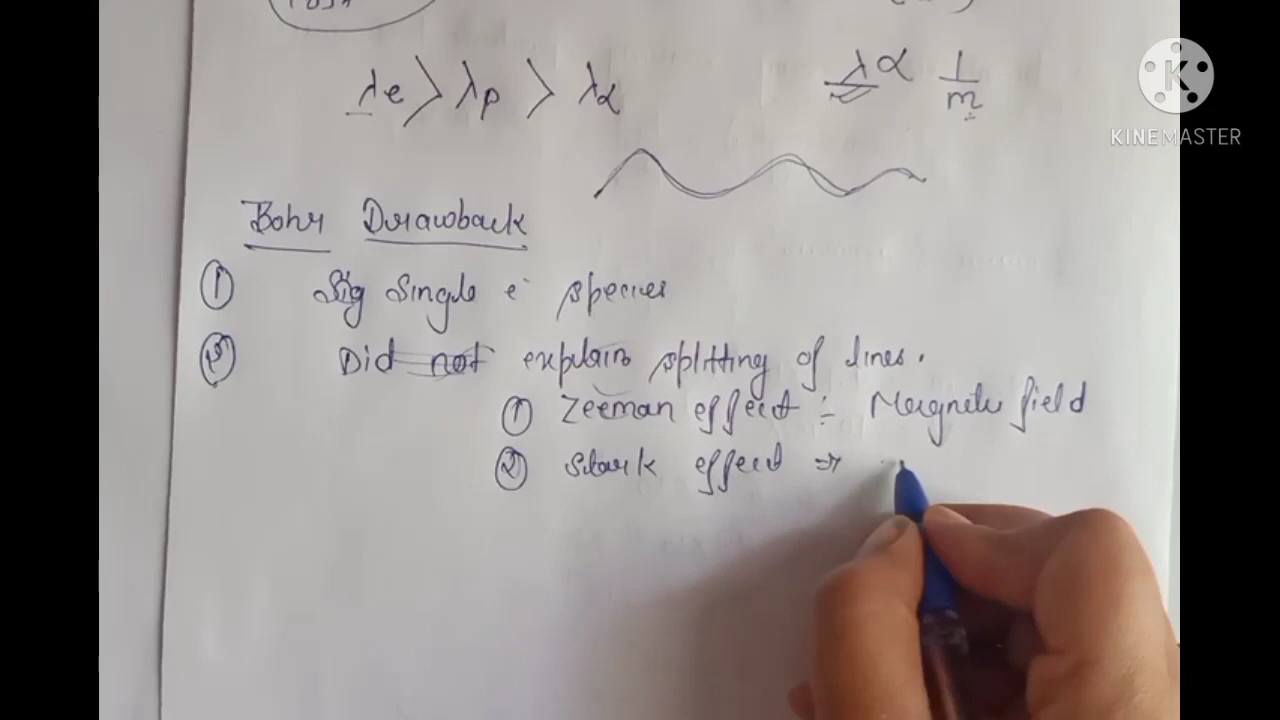 λe > λp > λα
λ α 1/m
KINEMASTER
Bohr Drawback
① Sig Single e⁻ species
② Did not explain splitting of lines.
① Zeeman effect :- Magnetic field
② Stark effect ⇒